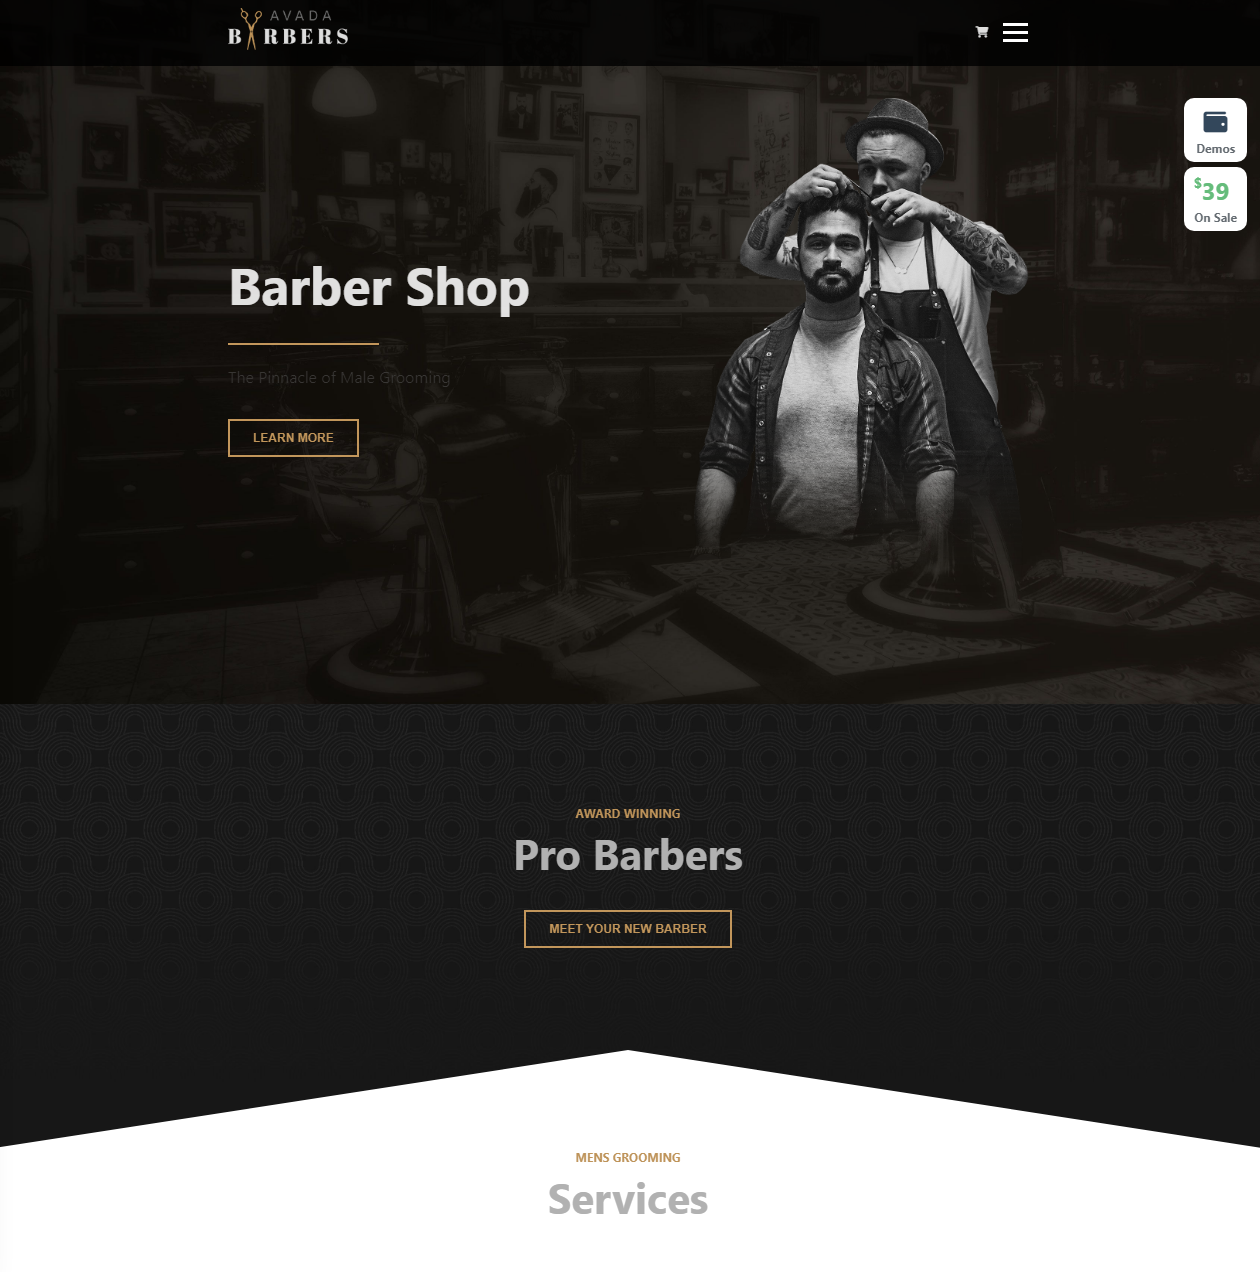 AVADA
BARBERS
Demos
$39
On Sale
Barber Shop
The Pinnacle of Male Grooming
LEARN MORE
AWARD WINNING
Pro Barbers
MEET YOUR NEW BARBER
MENS GROOMING
Services